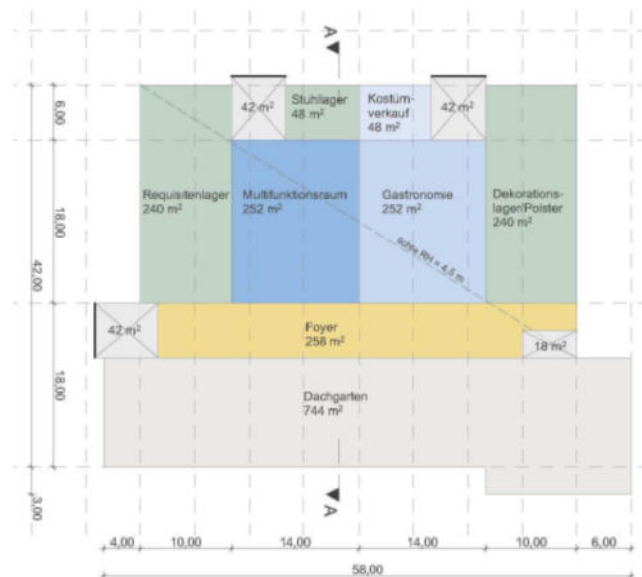 A
42 m²
Stuhllager
48 m²
Kostüm-
verkauf
48 m²
42 m²
6,00
Requisitenlager
240 m²
Multifunktionsraum
252 m²
Gastronomie
252 m²
Dekorations-
lager/Polster
240 m²
18,00
42,00
lichte RH = 4,5 m
42 m²
Foyer
258 m²
18 m²
18,00
Dachgarten
744 m²
3,00
A
4,00
10,00
14,00
14,00
10,00
6,00
58,00